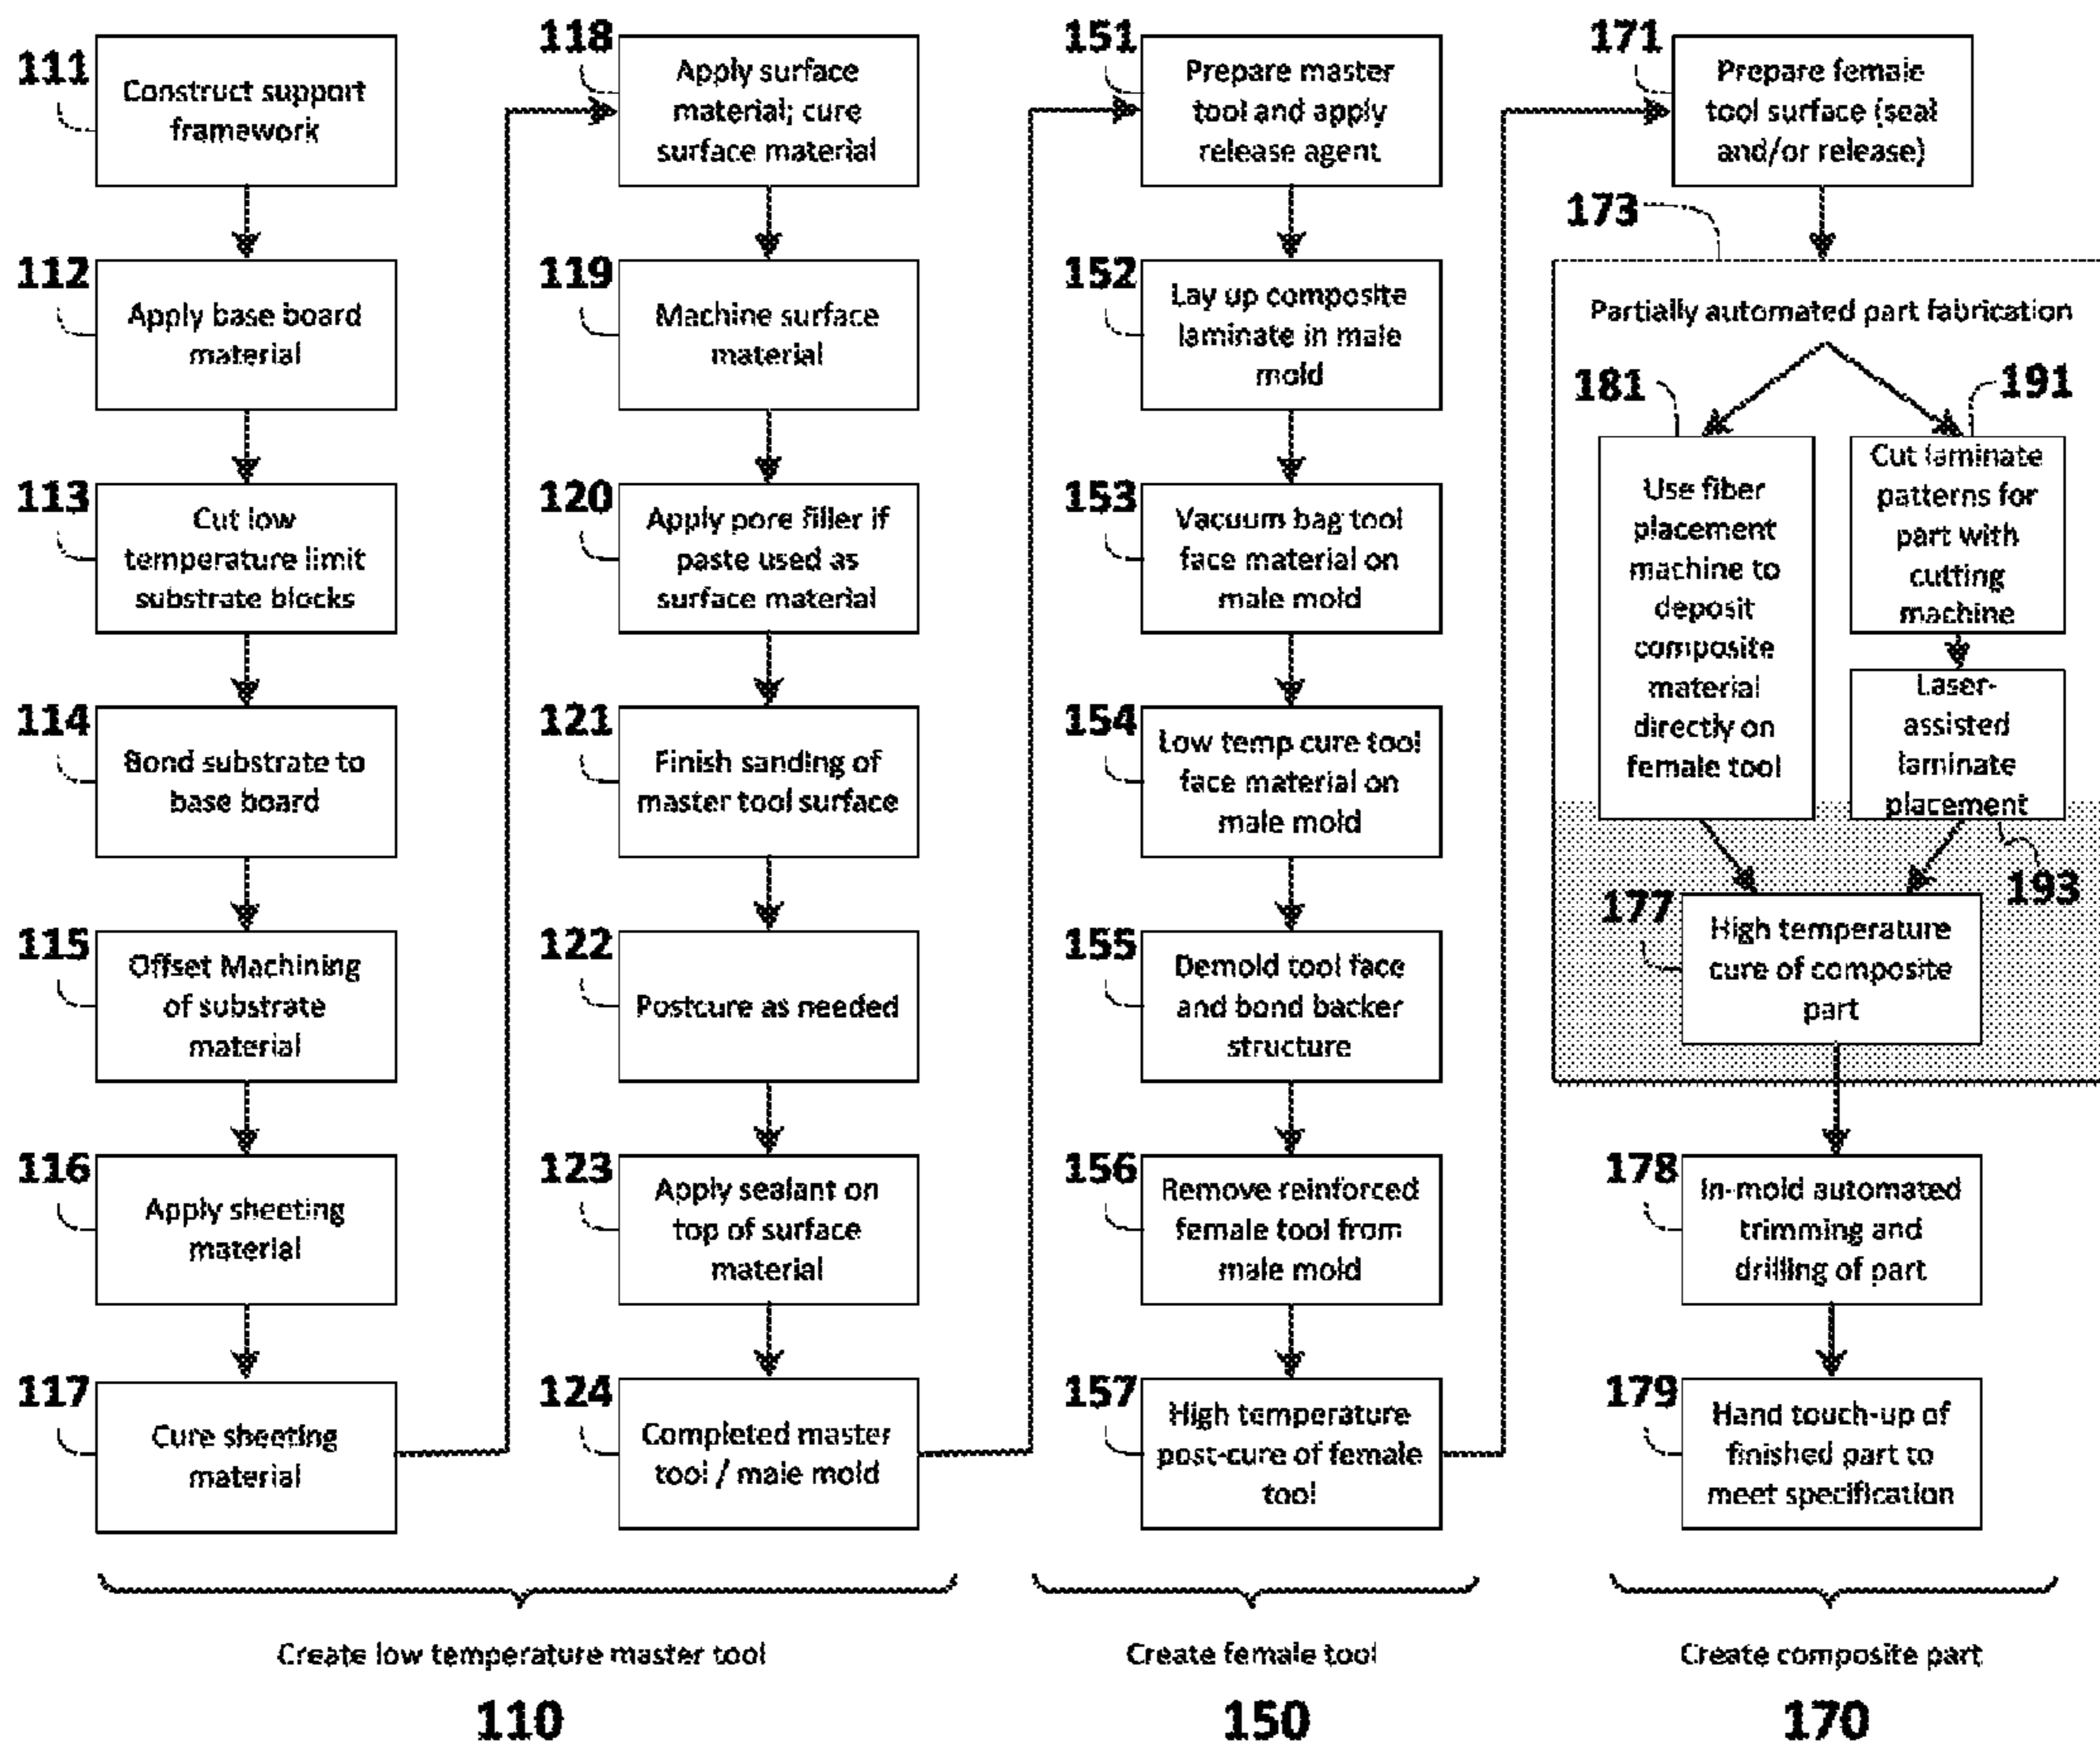 111
Construct support
framework
112
Apply base board
material
113
Cut low
temperature limit
substrate blocks
114
Bond substrate to
base board
115
Offset Machining
of substrate
material
116
Apply sheeting
material
117
Cure sheeting
material
118
Apply surface
material; cure
surface material
119
Machine surface
material
120
Apply pore filler if
paste used as
surface material
121
Finish sanding of
master tool surface
122
Postcure as needed
123
Apply sealant on
top of surface
material
124
Completed master
tool / male mold
151
Prepare master
tool and apply
release agent
152
Lay up composite
laminate in male
mold
153
Vacuum bag tool
face material on
male mold
154
Low temp cure tool
face material on
male mold
155
Demold tool face
and bond backer
structure
156
Remove reinforced
female tool from
male mold
157
High temperature
post-cure of female
tool
171
Prepare female
tool surface (seal
and/or release)
173
Partially automated part fabrication
181
Use fiber
placement
machine to
deposit
composite
material
directly on
female tool
191
Cut laminate
patterns for
part with
cutting
machine
Laser-
assisted
laminate
placement
193
177
High temperature
cure of composite
part
178
In-mold automated
trimming and
drilling of part
179
Hand touch-up of
finished part to
meet specification
Create low temperature master tool
110
Create female tool
150
Create composite part
170